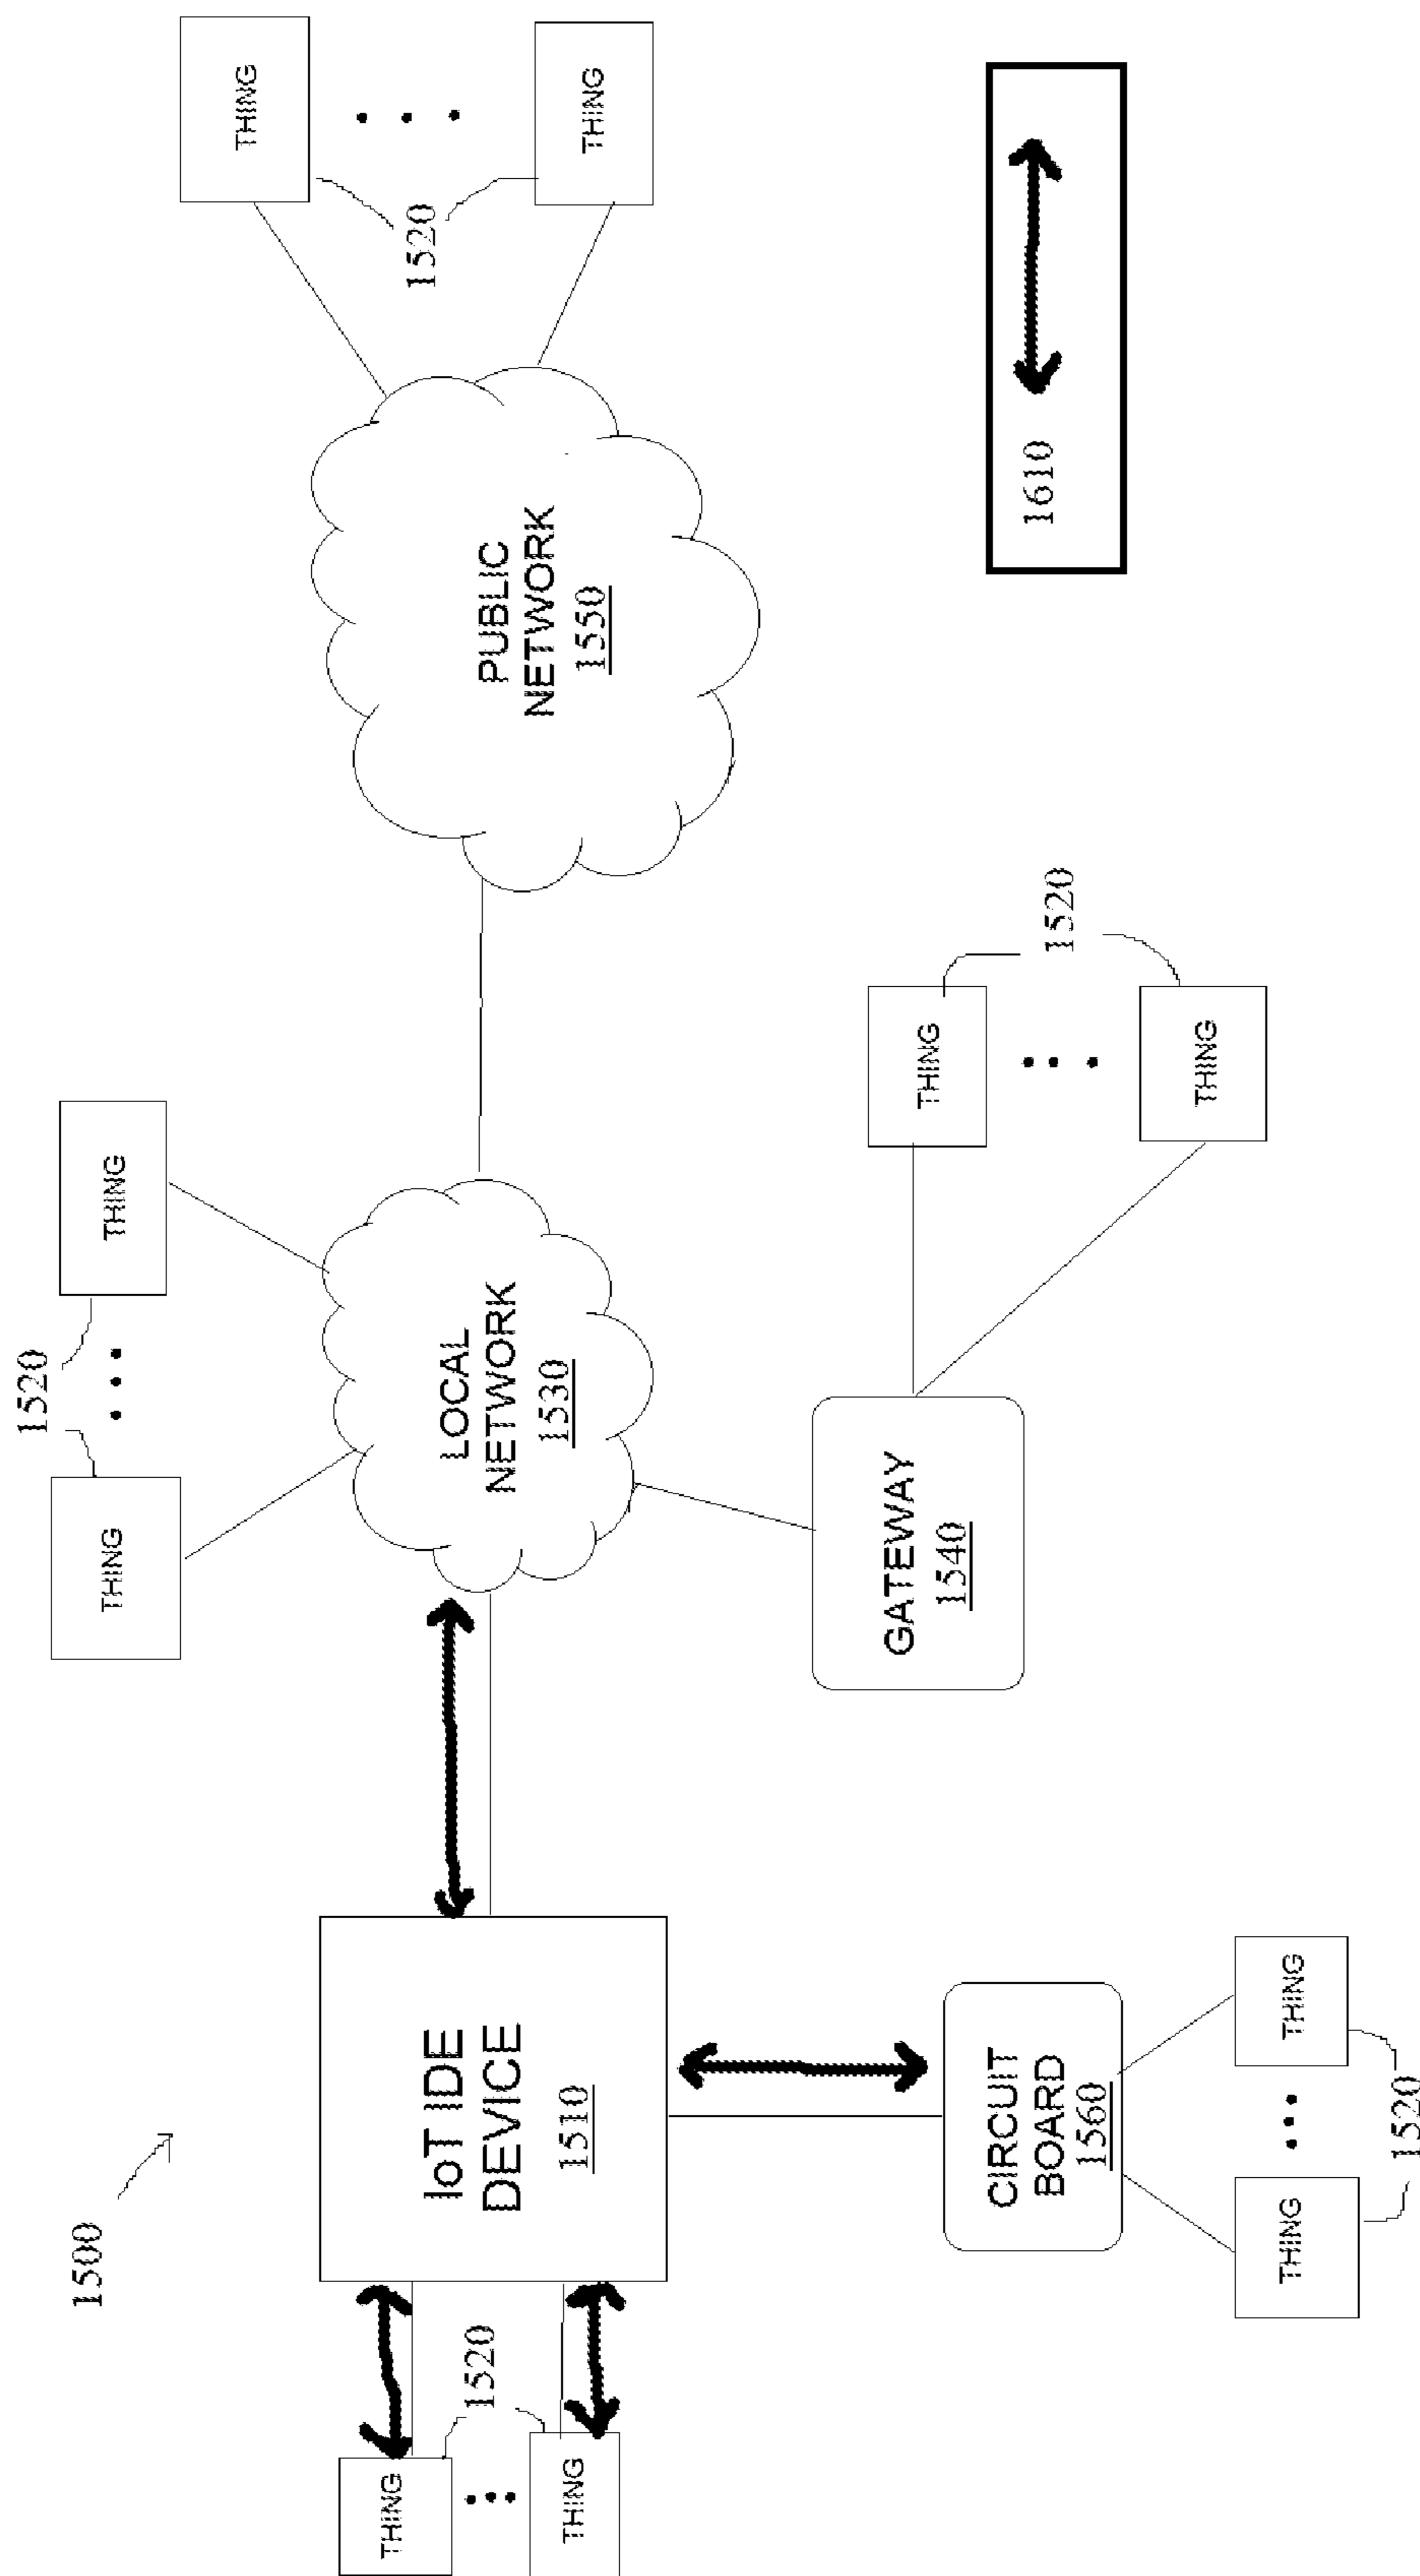 1500
THING
THING
1520
IoT IDE
DEVICE
1510
CIRCUIT
BOARD
1560
THING
THING
1520
1520
THING
THING
1520
LOCAL
NETWORK
1530
GATEWAY
1540
THING
THING
1520
PUBLIC
NETWORK
1550
THING
THING
1520
1610